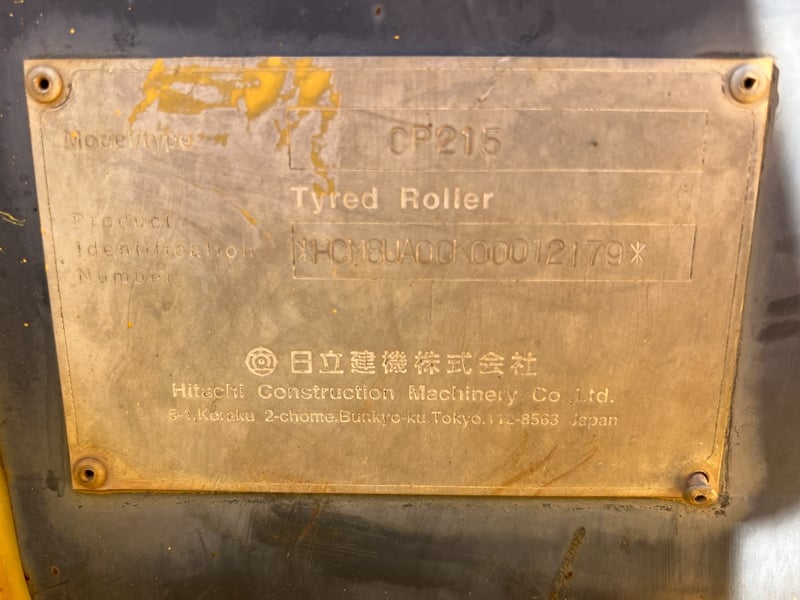 Model/type CP215
Tyred Roller
Product
Identification
Number
*HCM8UA00K00012179*
日立建機株式会社
Hitachi Construction Machinery Co.,Ltd.
5-1,Koraku 2-chome,Bunkyo-ku,Tokyo,112-8563 Japan